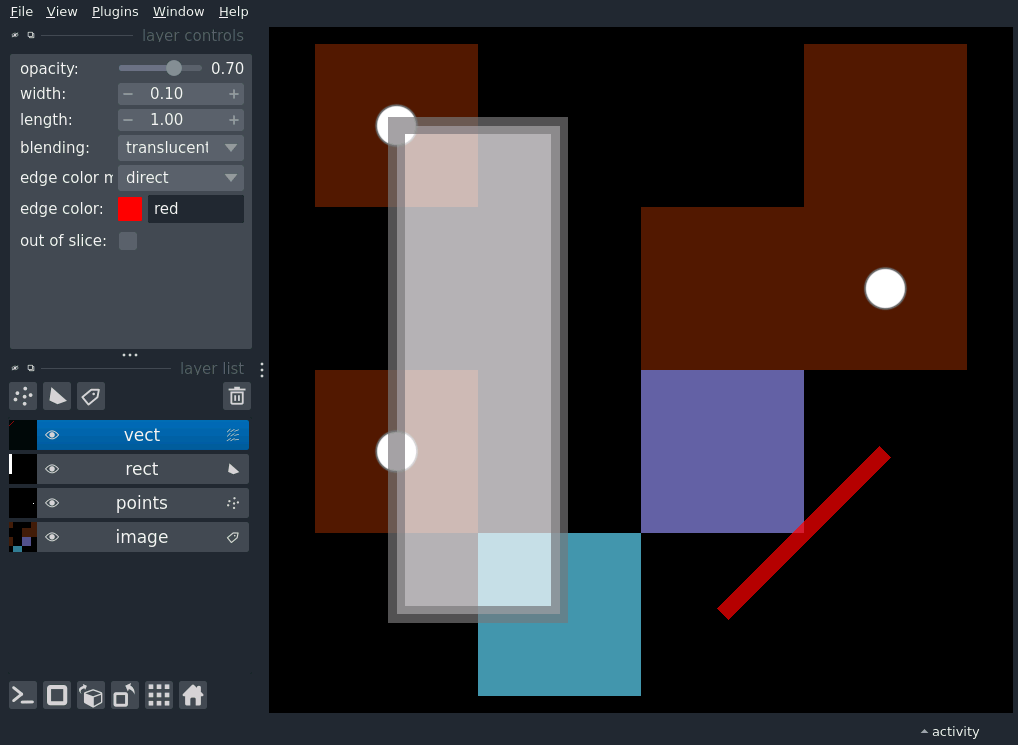 File View Plugins Window Help
layer controls
opacity: 0.70
width: − 0.10 +
length: − 1.00 +
blending: translucent
edge color m direct
edge color: red
out of slice:
layer list
vect
rect
points
image
activity